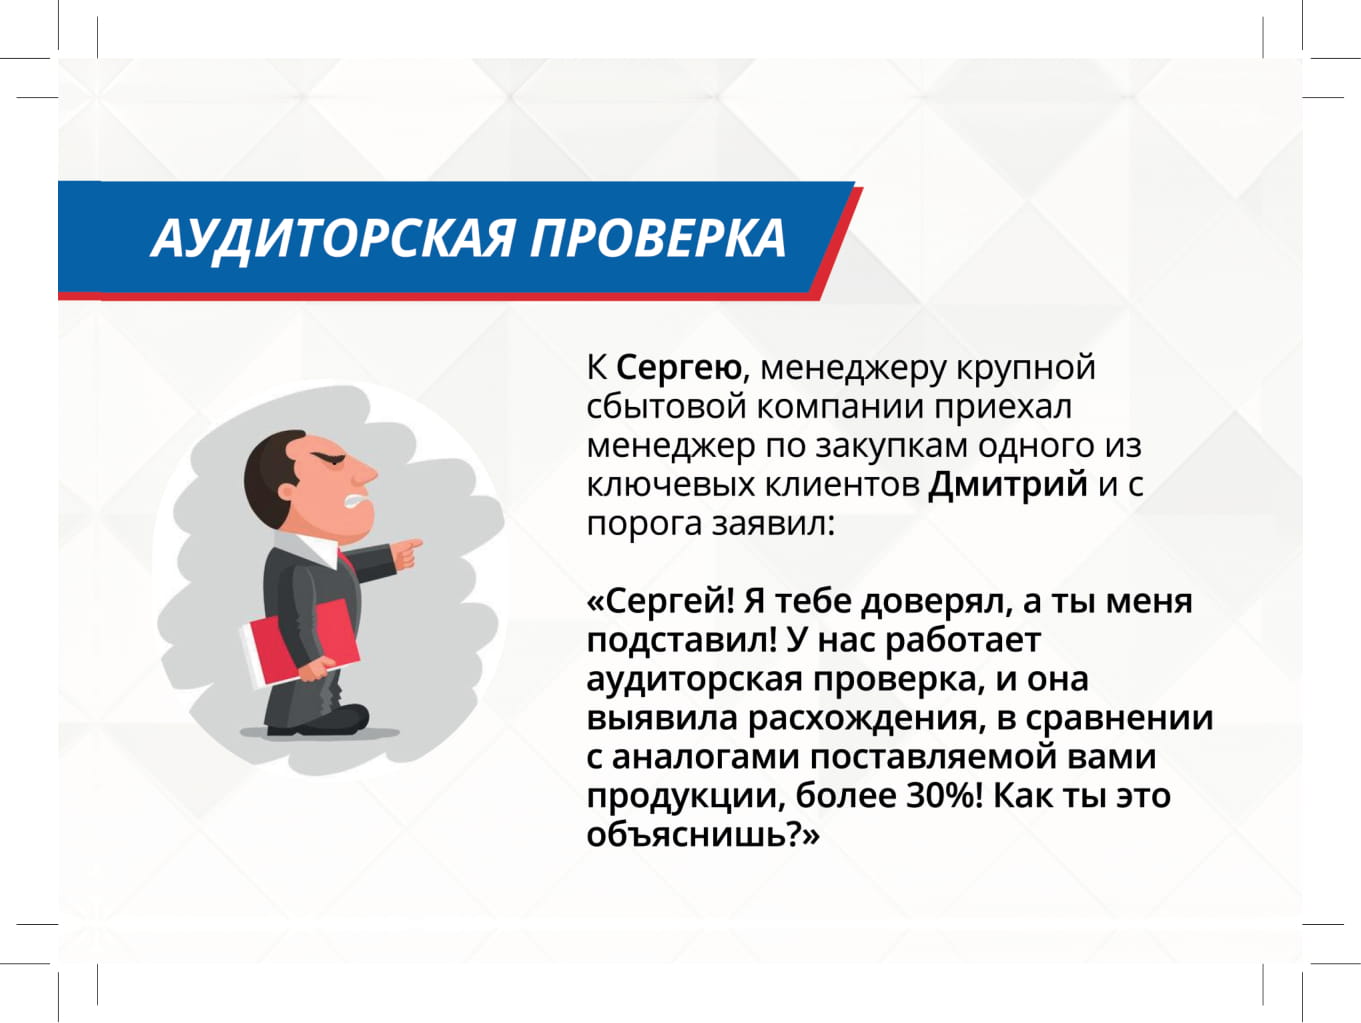 АУДИТОРСКАЯ ПРОВЕРКА
К Сергею, менеджеру крупной
сбытовой компании приехал
менеджер по закупкам одного из
ключевых клиентов Дмитрий и с
порога заявил:
«Сергей! Я тебе доверял, а ты меня
подставил! У нас работает
аудиторская проверка, и она
выявила расхождения, в сравнении
с аналогами поставляемой вами
продукции, более 30%! Как ты это
объяснишь?»